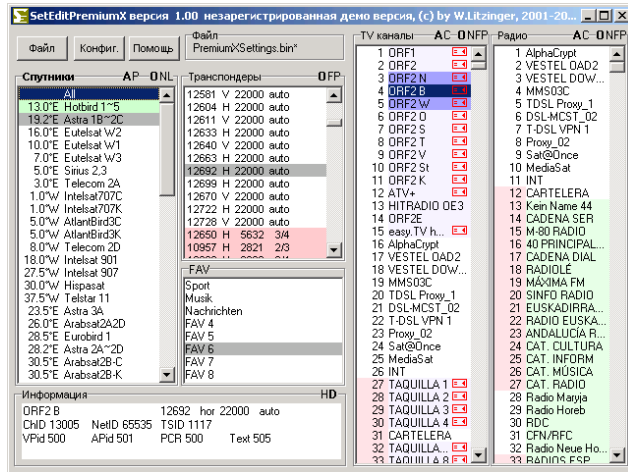 SetEditPremiumX версия 1.00 незарегистрированная демо версия, (c) by W.Litzinger, 2001-20...
Файл
Конфиг.
Помощь
Файл
PremiumXSettings.bin*
Спутники AP ONL
All
13.0°E Hotbird 1~5
19.2°E Astra 1B~2C
16.0°E Eutelsat W2
10.0°E Eutelsat W1
7.0°E Eutelsat W3
5.0°E Sirius 2,3
3.0°E Telecom 2A
1.0°W Intelsat707C
1.0°W Intelsat707K
5.0°W AtlantBird3C
5.0°W AtlantBird3K
8.0°W Telecom 2D
18.0°W Intelsat 901
27.5°W Intelsat 907
30.0°W Hispasat
37.5°W Telstar 11
23.5°E Astra 3A
26.0°E Arabsat2A2D
28.5°E Eurobird 1
28.2°E Astra 2A~2D
30.5°E Arabsat2B-C
30.5°E Arabsat2B-K
Транспондеры OFP
12581 V 22000 auto
12604 H 22000 auto
12611 V 22000 auto
12633 H 22000 auto
12640 V 22000 auto
12663 H 22000 auto
12692 H 22000 auto
12699 H 22000 auto
12670 V 22000 auto
12722 H 22000 auto
12728 V 22000 auto
12650 H 5632 3/4
10957 H 2821 2/3
FAV
Sport
Musik
Nachrichten
FAV 4
FAV 5
FAV 6
FAV 7
FAV 8
Информация HD
ORF2 B 12692 hor 22000 auto
ChID 13005 NetID 65535 TSID 1117
VPid 500 APid 501 PCR 500 Text 505
TV каналы AC ONFP
1 ORF1
2 ORF2
3 ORF2 N
4 ORF2 B
5 ORF2 W
6 ORF2 O
7 ORF2 S
8 ORF2 T
9 ORF2 V
10 ORF2 St
11 ORF2 K
12 ATV+
13 HITRADIO OE3
14 ORF2E
15 easy.TV h...
16 AlphaCrypt
17 VESTEL OAD2
18 VESTEL DOW...
19 MMS03C
20 TDSL Proxy_1
21 DSL-MCST_02
22 T-DSL VPN 1
23 Proxy_02
24 Sat@Once
25 MediaSat
26 INT
27 TAQUILLA 1
28 TAQUILLA 2
29 TAQUILLA 3
30 TAQUILLA 4
31 CARTELERA
32 TAQUILLA...
33 TAQUILLA 8
Радио AC ONFP
1 AlphaCrypt
2 VESTEL OAD2
3 VESTEL DOW...
4 MMS03C
5 TDSL Proxy_1
6 DSL-MCST_02
7 T-DSL VPN 1
8 Proxy_02
9 Sat@Once
10 MediaSat
11 INT
12 CARTELERA
13 Kein Name 44
14 CADENA SER
15 M-80 RADIO
16 40 PRINCIPAL...
17 CADENA DIAL
18 RADIOLÉ
19 MÁXIMA FM
20 SINFO RADIO
21 EUSKADIRRA...
22 RADIO EUSKA...
23 ANDALUCÍA R...
24 CAT. CULTURA
25 CAT. INFORM
26 CAT. MÚSICA
27 CAT. RADIO
28 Radio Maryja
29 Radio Horeb
30 RDC
31 CFN/RFC
32 Radio Neue Ho...
33 RADIOS ESP